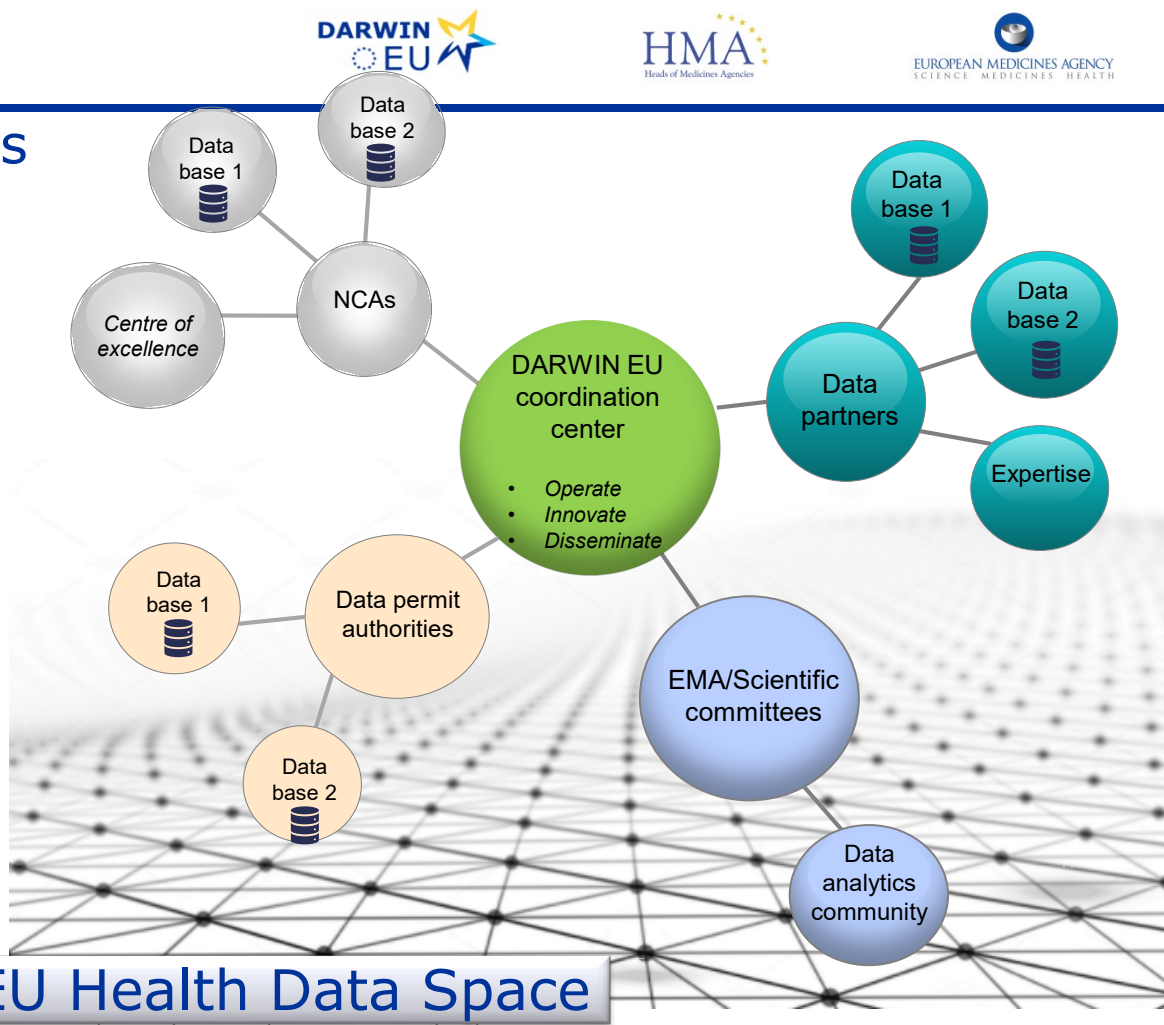 DARWIN
EU
HMA
Heads of Medicines Agencies
EUROPEAN MEDICINES AGENCY
SCIENCE MEDICINES HEALTH
s
Data
base 1
Data
base 2
Centre of
excellence
NCAs
Data
base 1
Data
base 2
Data
partners
Expertise
DARWIN EU
coordination
center
• Operate
• Innovate
• Disseminate
Data
base 1
Data permit
authorities
Data
base 2
EMA/Scientific
committees
Data
analytics
community
EU Health Data Space